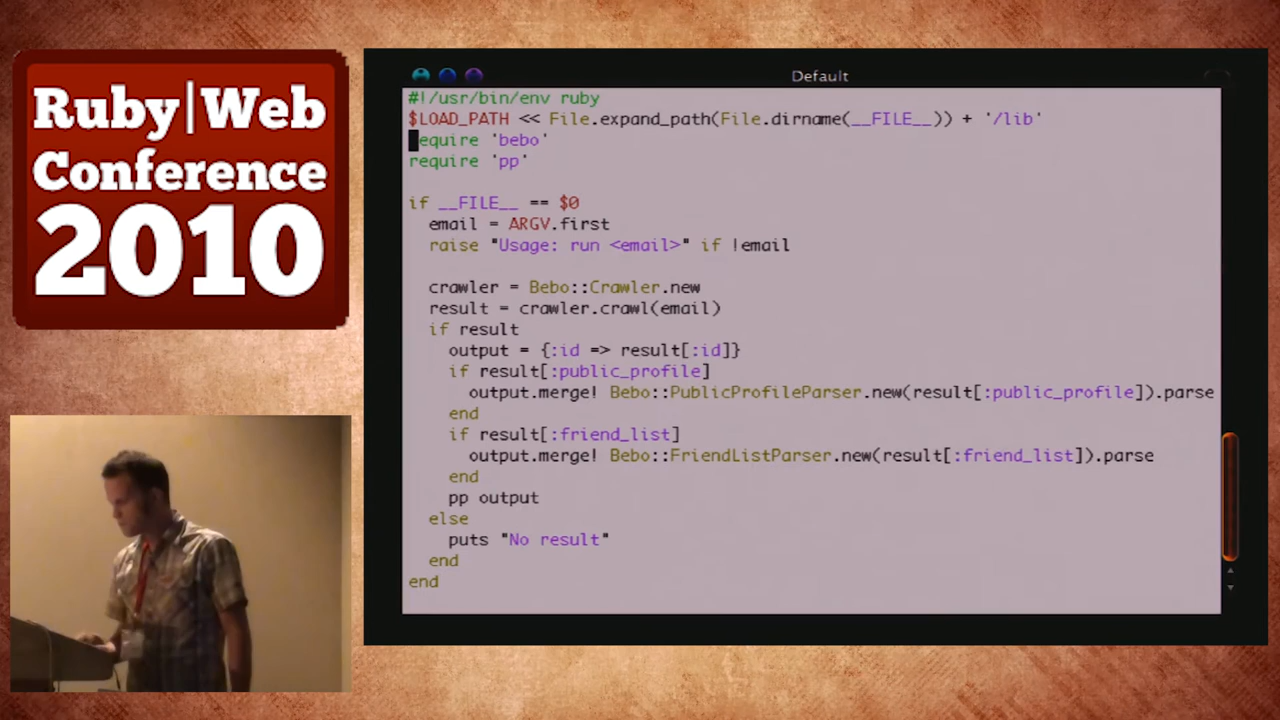 Ruby|Web
Conference
2010
Default
#!/usr/bin/env ruby
$LOAD_PATH << File.expand_path(File.dirname(__FILE__)) + '/lib'
require 'bebo'
require 'pp'
if __FILE__ == $0
  email = ARGV.first
  raise "Usage: run <email>" if !email
  crawler = Bebo::Crawler.new
  result = crawler.crawl(email)
  if result
    output = {:id => result[:id]}
    if result[:public_profile]
      output.merge! Bebo::PublicProfileParser.new(result[:public_profile]).parse
    end
    if result[:friend_list]
      output.merge! Bebo::FriendListParser.new(result[:friend_list]).parse
    end
    pp output
  else
    puts "No result"
  end
end